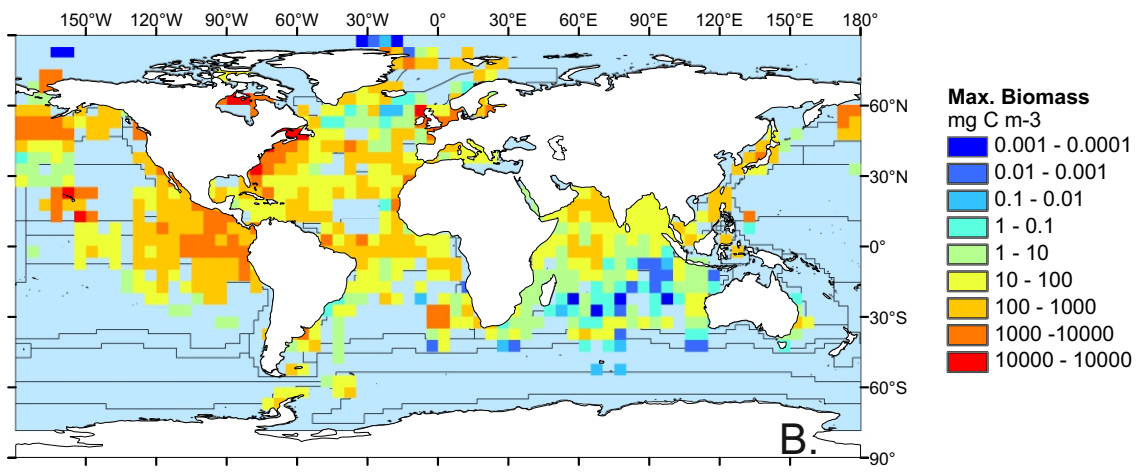 150°W 120°W 90°W 60°W 30°W 0° 30°E 60°E 90°E 120°E 150°E 180°
60°N
30°N
0°
30°S
60°S
90°
B.
Max. Biomass
mg C m-3
0.001 - 0.0001
0.01 - 0.001
0.1 - 0.01
1 - 0.1
1 - 10
10 - 100
100 - 1000
1000 -10000
10000 - 10000